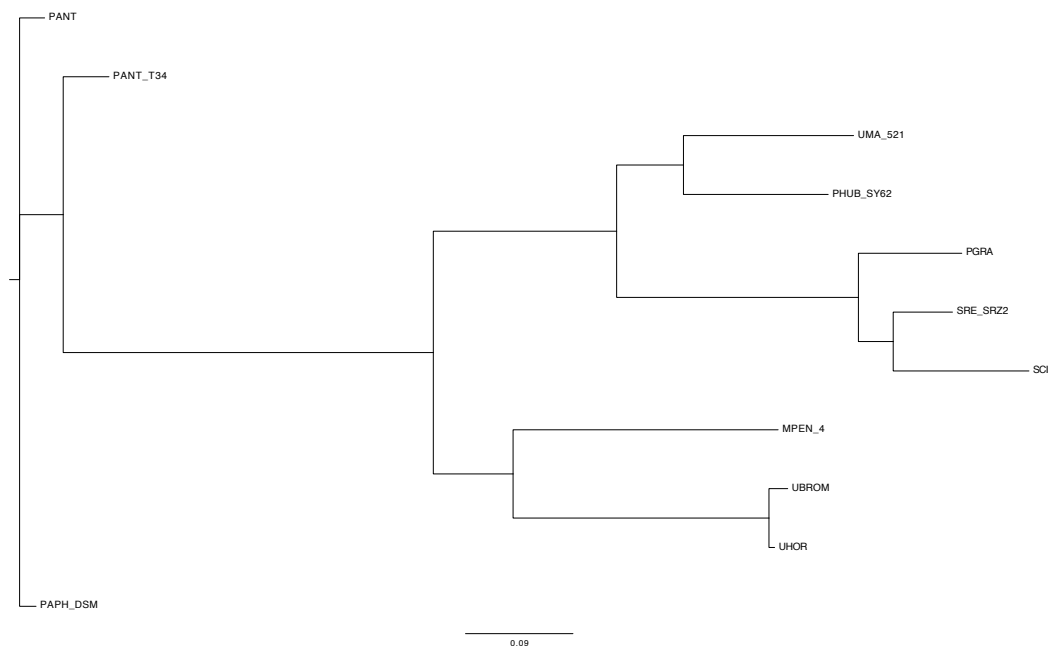 PANT
PANT_T34
UMA_521
PHUB_SY62
PGRA
SRE_SRZ2
SCI
MPEN_4
UBROM
UHOR
PAPH_DSM
0.09